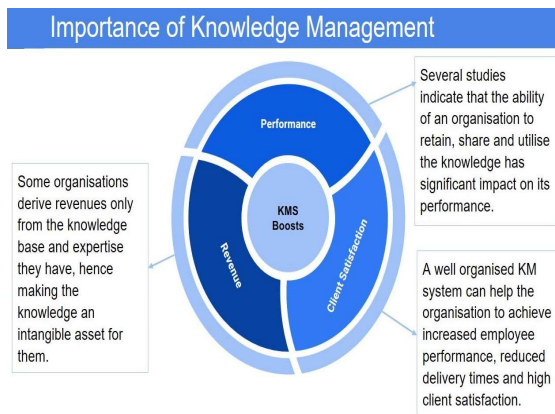 Importance of Knowledge Management
Several studies
indicate that the ability
of an organisation to
retain, share and utilise
the knowledge has
significant impact on its
performance.
Performance
Some organisations
derive revenues only
from the knowledge
base and expertise
they have, hence
making the
knowledge an
intangible asset for
them.
KMS
Boosts
Revenue
Client Satisfaction
A well organised KM
system can help the
organisation to achieve
increased employee
performance, reduced
delivery times and high
client satisfaction.